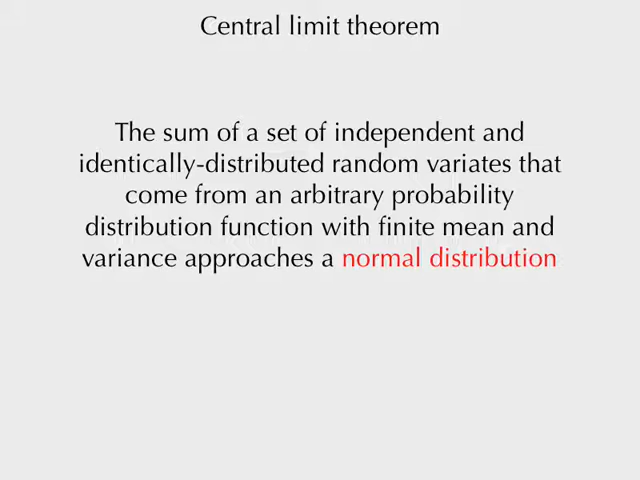 Central limit theorem
The sum of a set of independent and
identically-distributed random variates that
come from an arbitrary probability
distribution function with finite mean and
variance approaches a normal distribution